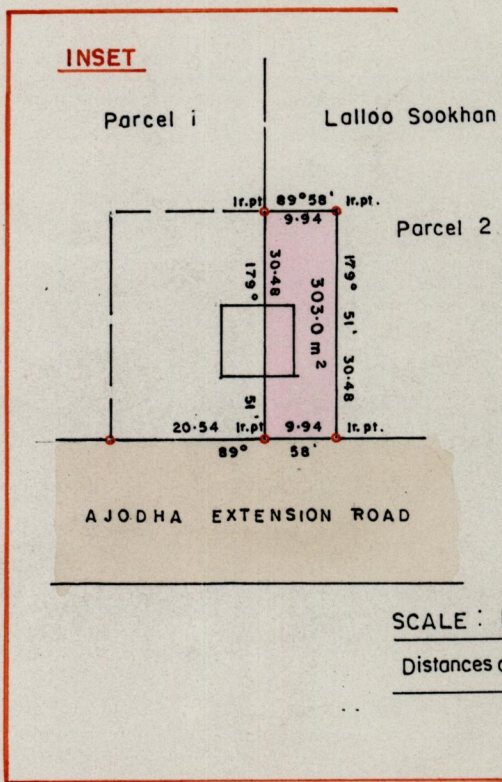 INSET
Parcel i
Lalloo Sookhan
Ir.pt 89° 58' Ir.pt.
9.94
Parcel 2
179° 51' 30.48
303.0 m²
179° 51' 30.48
20.54 Ir.pt 9.94 Ir.pt.
89° 58'
AJODHA EXTENSION ROAD
SCALE :
Distances